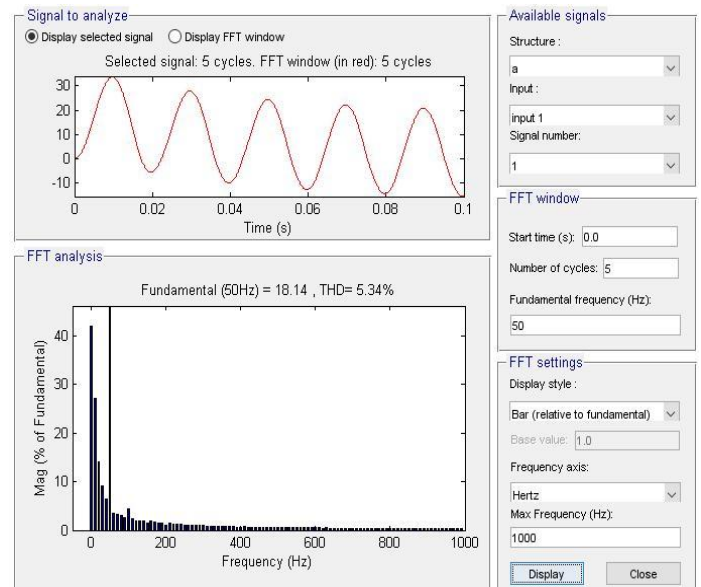 Signal to analyze
Display selected signal Display FFT window
Selected signal: 5 cycles. FFT window (in red): 5 cycles
30
20
10
0
-10
0 0.02 0.04 0.06 0.08 0.1
Time (s)
FFT analysis
Fundamental (50Hz) = 18.14 , THD= 5.34%
Mag (% of Fundamental)
40
30
20
10
0
0 200 400 600 800 1000
Frequency (Hz)
Available signals
Structure :
a
Input :
input 1
Signal number:
1
FFT window
Start time (s): 0.0
Number of cycles: 5
Fundamental frequency (Hz):
50
FFT settings
Display style :
Bar (relative to fundamental)
Base value: 1.0
Frequency axis:
Hertz
Max Frequency (Hz):
1000
Display Close